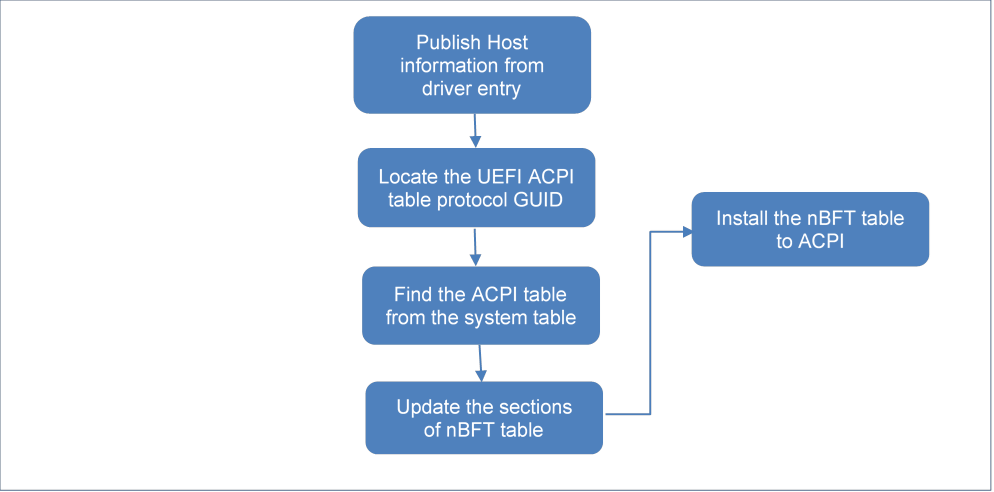 Publish Host
information from
driver entry
Locate the UEFI ACPI
table protocol GUID
Find the ACPI table
from the system table
Update the sections
of nBFT table
Install the nBFT table
to ACPI